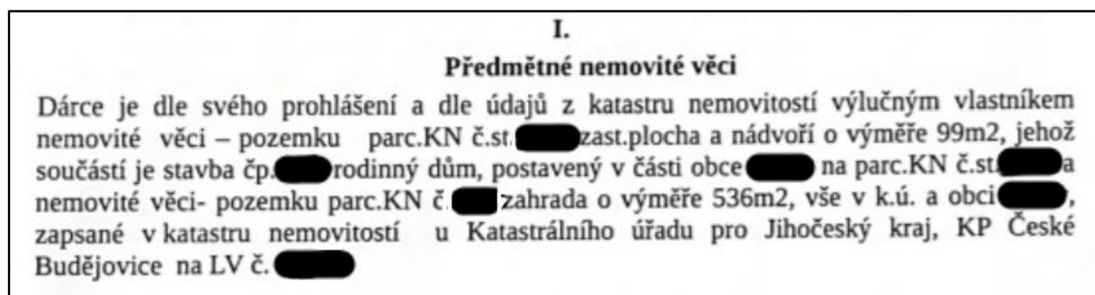 I.
Předmětné nemovité věci
Dárce je dle svého prohlášení a dle údajů z katastru nemovitostí výlučným vlastníkem
nemovité věci – pozemku parc.KN č.st. zast.plocha a nádvoří o výměře 99m2, jehož
součástí je stavba čp. rodinný dům, postavený v části obce na parc.KN č.st. a
nemovité věci- pozemku parc.KN č zahrada o výměře 536m2, vše v k.ú. a obci ,
zapsané v katastru nemovitostí u Katastrálního úřadu pro Jihočeský kraj, KP České
Budějovice na LV č.